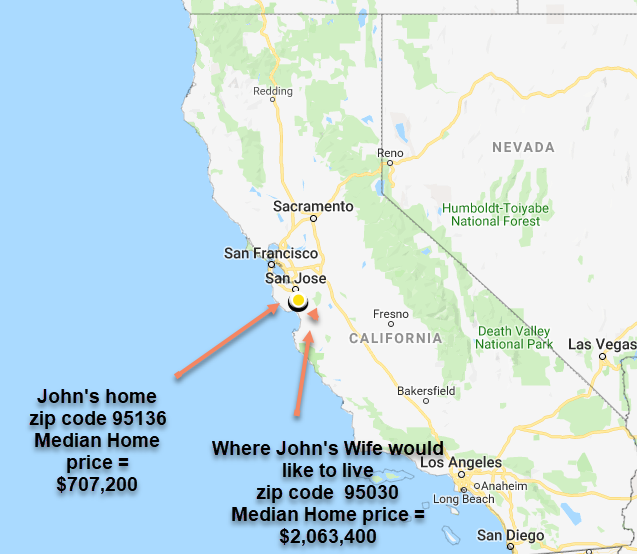 Redding
Reno
NEVADA
Sacramento
Humboldt-Toiyabe
National Forest
San Francisco
San Jose
Fresno
CALIFORNIA
Death Valley
National Park
Las Vegas
John's home
zip code 95136
Median Home
price =
$707,200
Bakersfield
Where John's Wife would
like to live
zip code 95030
Median Home price =
$2,063,400
Los Angeles
Anaheim
Long Beach
San Diego